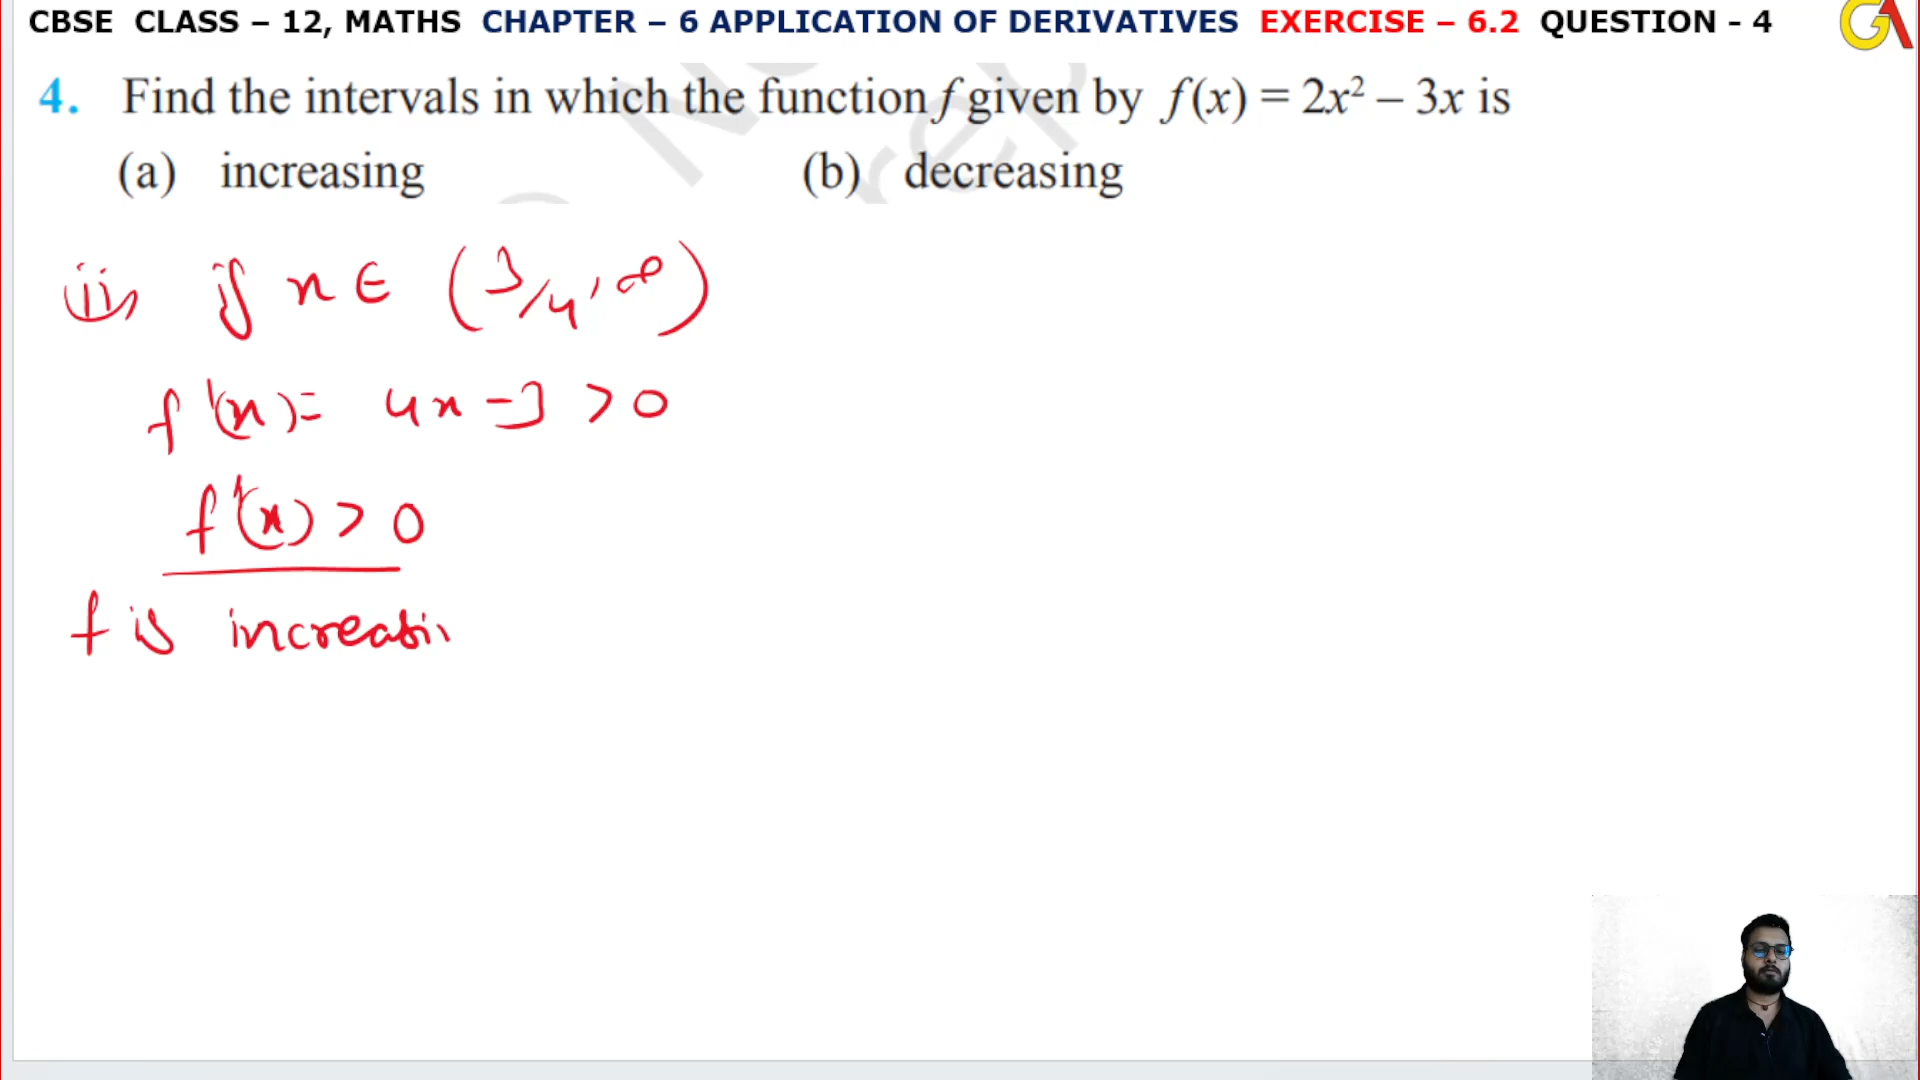 CBSE CLASS – 12, MATHS CHAPTER – 6 APPLICATION OF DERIVATIVES EXERCISE – 6.2 QUESTION - 4
GA
4. Find the intervals in which the function f given by f(x) = 2x² – 3x is
(a) increasing (b) decreasing
(ii) if x ∈ (3/4, ∞)
f'(x) = 4x - 3 > 0
f'(x) > 0
f is increasi